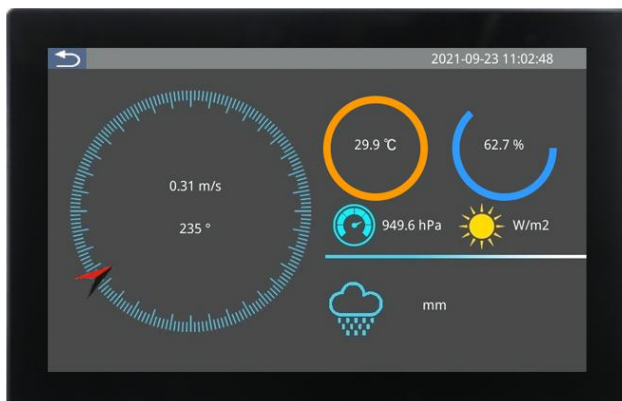 2021-09-23 11:02:48
0.31 m/s
235 °
29.9 ℃
62.7 %
949.6 hPa
W/m2
mm